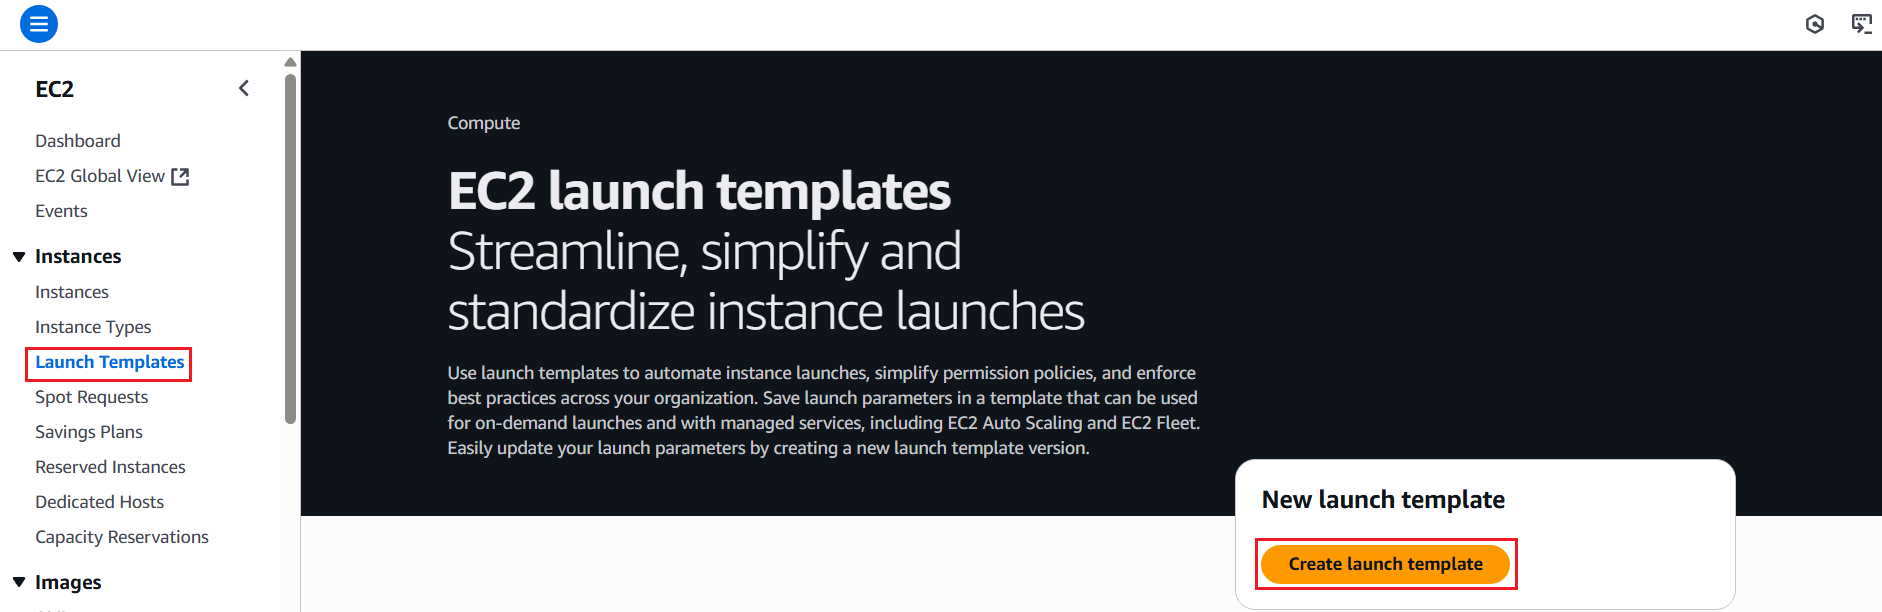 EC2
Dashboard
EC2 Global View
Events
Instances
Instances
Instance Types
Launch Templates
Spot Requests
Savings Plans
Reserved Instances
Dedicated Hosts
Capacity Reservations
Images
Compute
EC2 launch templates
Streamline, simplify and
standardize instance launches
Use launch templates to automate instance launches, simplify permission policies, and enforce
best practices across your organization. Save launch parameters in a template that can be used
for on-demand launches and with managed services, including EC2 Auto Scaling and EC2 Fleet.
Easily update your launch parameters by creating a new launch template version.
New launch template
Create launch template